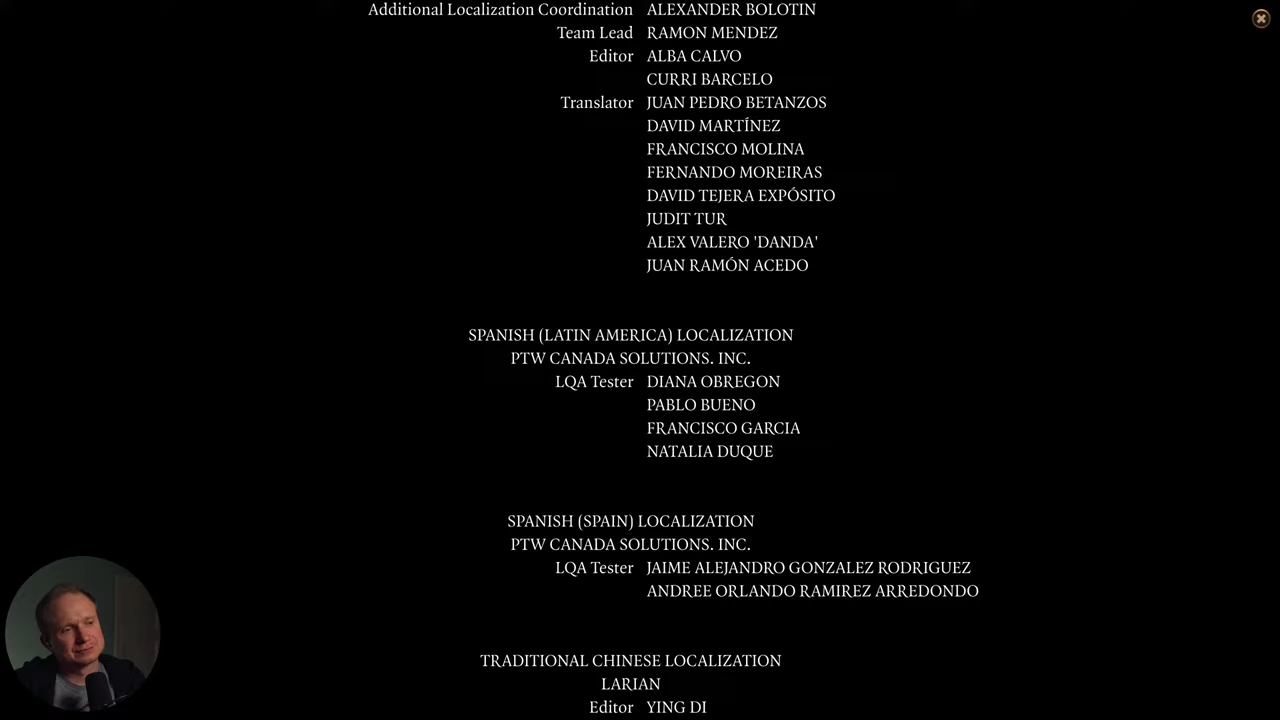 Additional Localization Coordination ALEXANDER BOLOTIN
Team Lead RAMON MENDEZ
Editor ALBA CALVO
CURRI BARCELO
Translator JUAN PEDRO BETANZOS
DAVID MARTÍNEZ
FRANCISCO MOLINA
FERNANDO MOREIRAS
DAVID TEJERA EXPÓSITO
JUDIT TUR
ALEX VALERO 'DANDA'
JUAN RAMÓN ACEDO
SPANISH (LATIN AMERICA) LOCALIZATION
PTW CANADA SOLUTIONS. INC.
LQA Tester DIANA OBREGON
PABLO BUENO
FRANCISCO GARCIA
NATALIA DUQUE
SPANISH (SPAIN) LOCALIZATION
PTW CANADA SOLUTIONS. INC.
LQA Tester JAIME ALEJANDRO GONZALEZ RODRIGUEZ
ANDREE ORLANDO RAMIREZ ARREDONDO
TRADITIONAL CHINESE LOCALIZATION
LARIAN
Editor YING DI